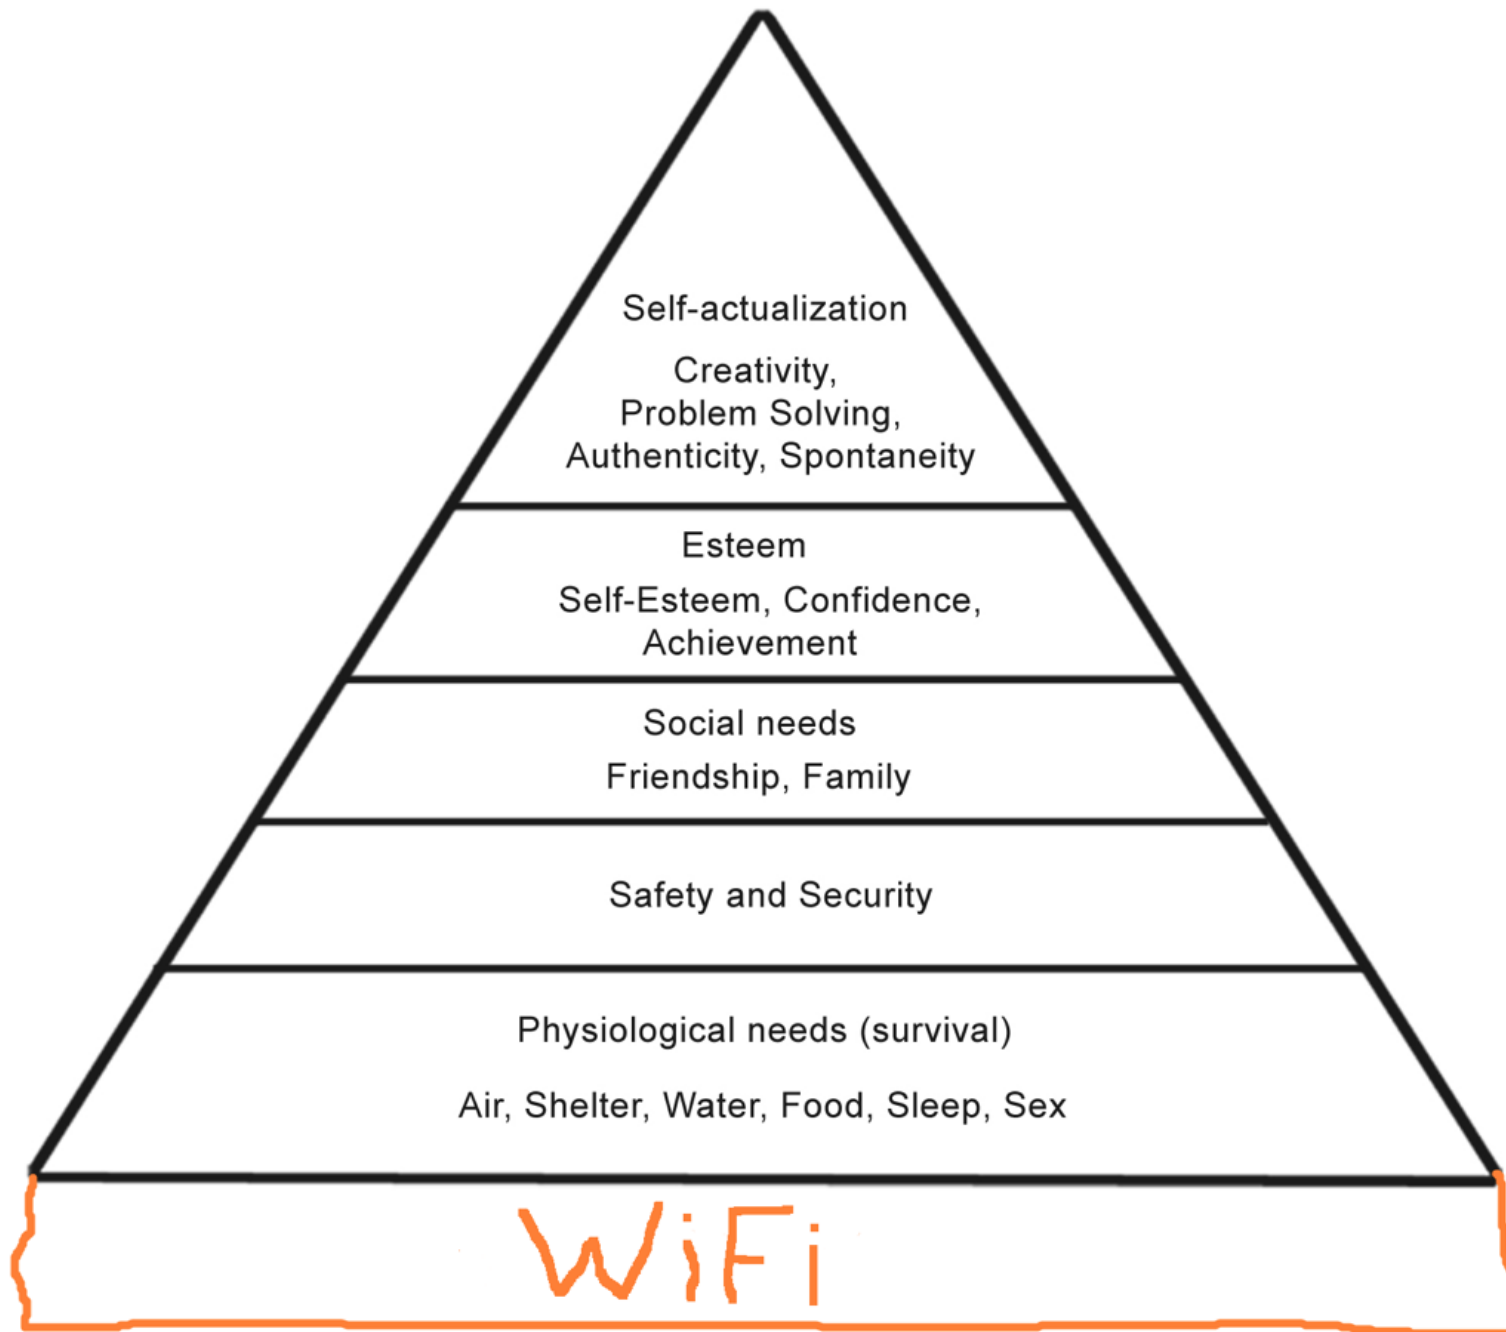 Self-actualization
Creativity,
Problem Solving,
Authenticity, Spontaneity
Esteem
Self-Esteem, Confidence,
Achievement
Social needs
Friendship, Family
Safety and Security
Physiological needs (survival)
Air, Shelter, Water, Food, Sleep, Sex
WiFi